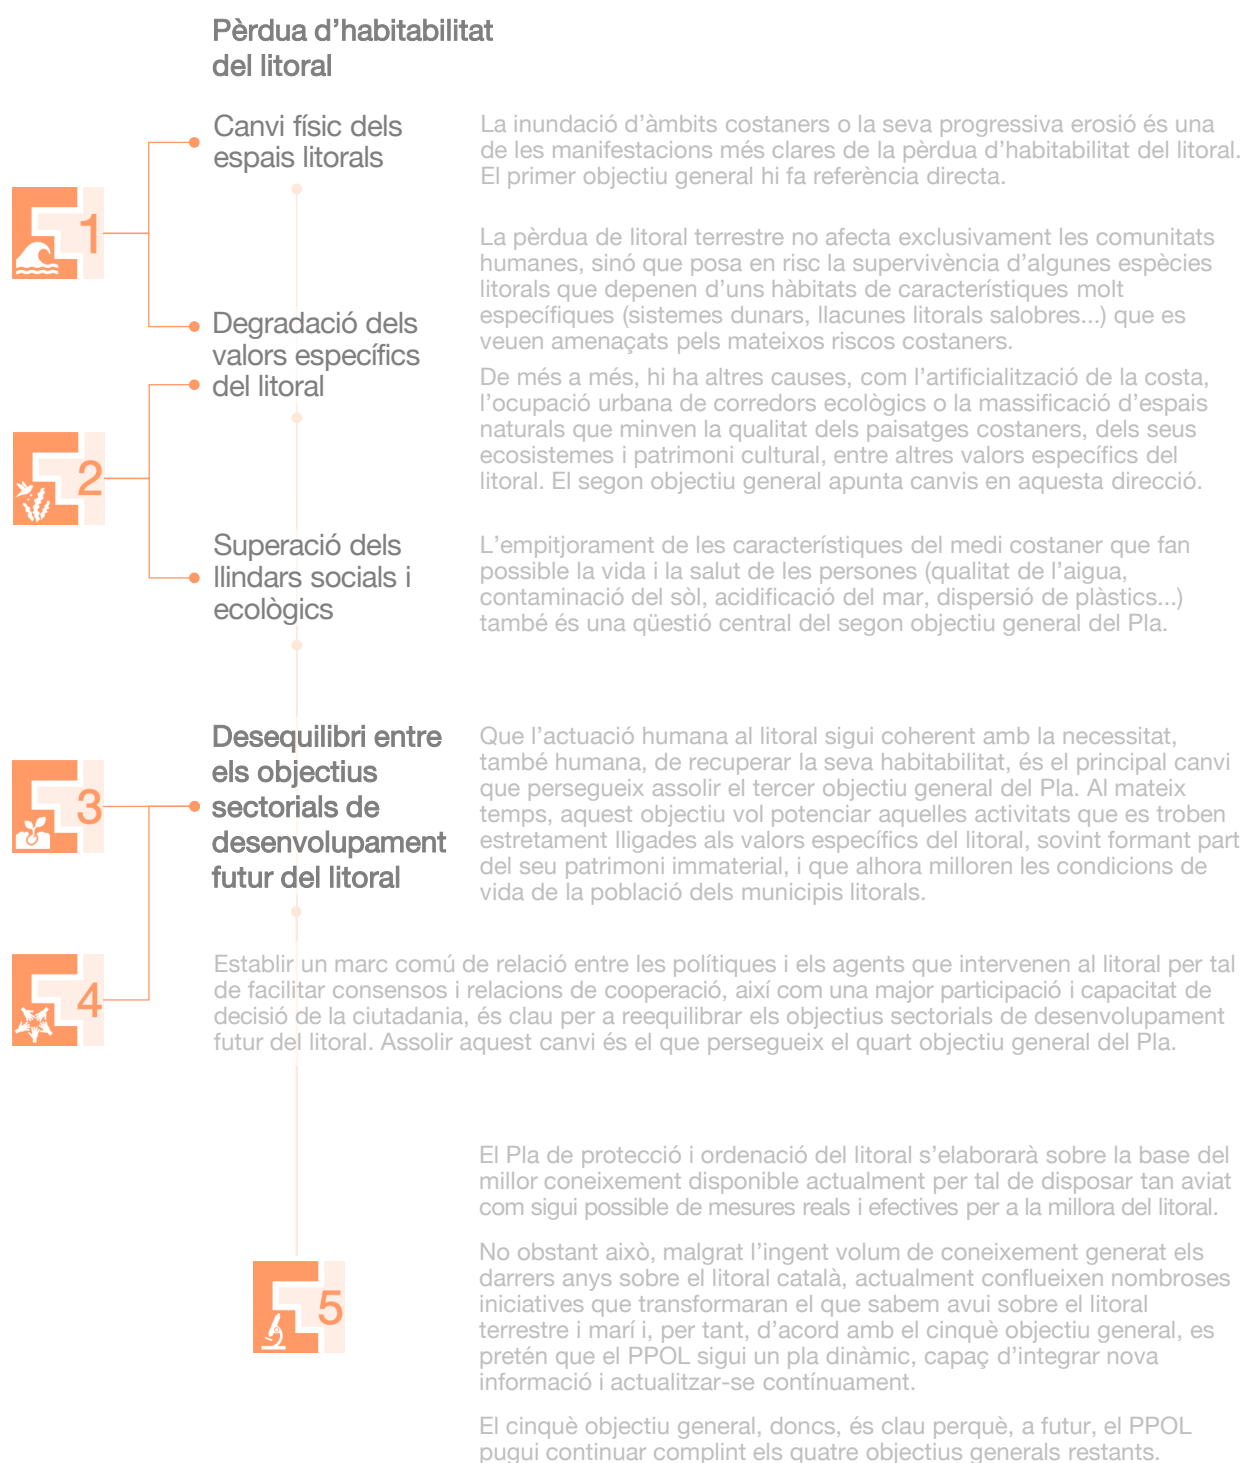 Pèrdua d’habitabilitat
del litoral
Canvi físic dels
espais litorals
La inundació d’àmbits costaners o la seva progressiva erosió és una
de les manifestacions més clares de la pèrdua d’habitabilitat del litoral.
El primer objectiu general hi fa referència directa.
1
La pèrdua de litoral terrestre no afecta exclusivament les comunitats
humanes, sinó que posa en risc la supervivència d’algunes espècies
litorals que depenen d’uns hàbitats de característiques molt
específiques (sistemes dunars, llacunes litorals salobres...) que es
veuen amenaçats pels mateixos riscos costaners.
Degradació dels
valors específics
del litoral
De més a més, hi ha altres causes, com l’artificialització de la costa,
l’ocupació urbana de corredors ecològics o la massificació d’espais
naturals que minven la qualitat dels paisatges costaners, dels seus
ecosistemes i patrimoni cultural, entre altres valors específics del
litoral. El segon objectiu general apunta canvis en aquesta direcció.
2
Superació dels
llindars socials i
ecològics
L’empitjorament de les característiques del medi costaner que fan
possible la vida i la salut de les persones (qualitat de l’aigua,
contaminació del sòl, acidificació del mar, dispersió de plàstics...)
també és una qüestió central del segon objectiu general del Pla.
3
Desequilibri entre
els objectius
sectorials de
desenvolupament
futur del litoral
Que l’actuació humana al litoral sigui coherent amb la necessitat,
també humana, de recuperar la seva habitabilitat, és el principal canvi
que persegueix assolir el tercer objectiu general del Pla. Al mateix
temps, aquest objectiu vol potenciar aquelles activitats que es troben
estretament lligades als valors específics del litoral, sovint formant part
del seu patrimoni immaterial, i que alhora milloren les condicions de
vida de la població dels municipis litorals.
4
Establir un marc comú de relació entre les polítiques i els agents que intervenen al litoral per tal
de facilitar consensos i relacions de cooperació, així com una major participació i capacitat de
decisió de la ciutadania, és clau per a reequilibrar els objectius sectorials de desenvolupament
futur del litoral. Assolir aquest canvi és el que persegueix el quart objectiu general del Pla.
El Pla de protecció i ordenació del litoral s’elaborarà sobre la base del
millor coneixement disponible actualment per tal de disposar tan aviat
com sigui possible de mesures reals i efectives per a la millora del litoral.
5
No obstant això, malgrat l’ingent volum de coneixement generat els
darrers anys sobre el litoral català, actualment conflueixen nombroses
iniciatives que transformaran el que sabem avui sobre el litoral
terrestre i marí i, per tant, d’acord amb el cinquè objectiu general, es
pretén que el PPOL sigui un pla dinàmic, capaç d’integrar nova
informació i actualitzar-se contínuament.
El cinquè objectiu general, doncs, és clau perquè, a futur, el PPOL
pugui continuar complint els quatre objectius generals restants.